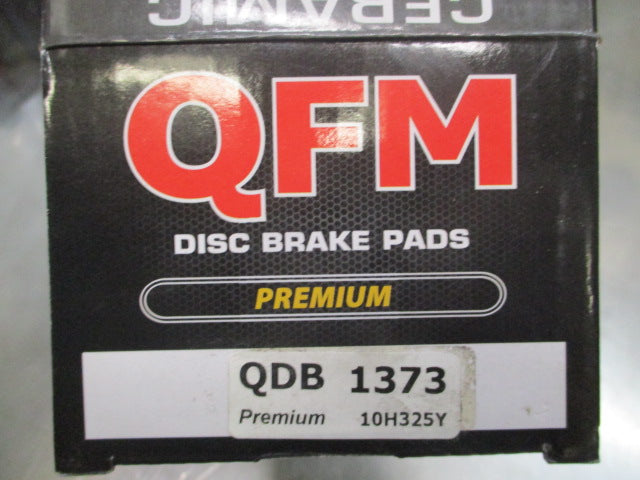 CERAMIC
QFM
DISC BRAKE PADS
PREMIUM
QDB 1373
Premium 10H325Y